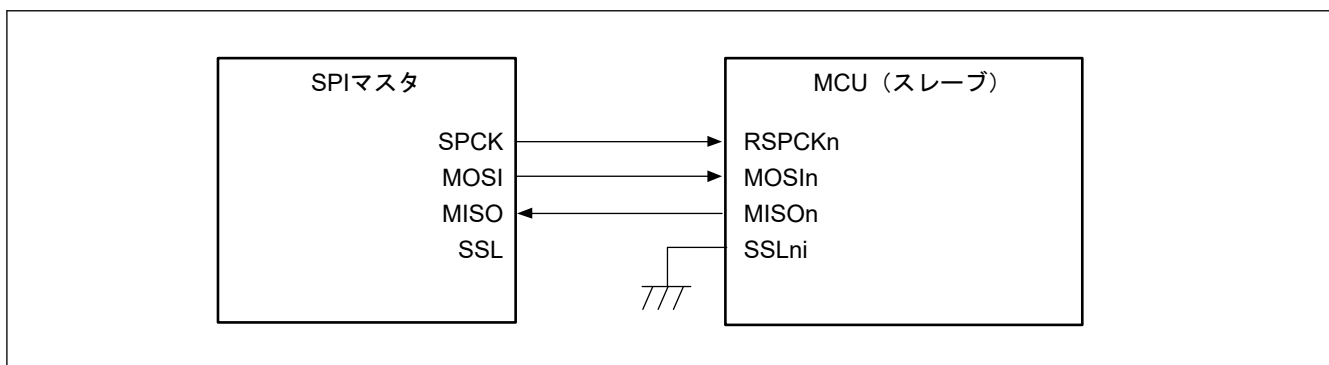 SPIマスタ
SPCK
MOSI
MISO
SSL
MCU（スレーブ）
RSPCKn
MOSIn
MISOn
SSLni